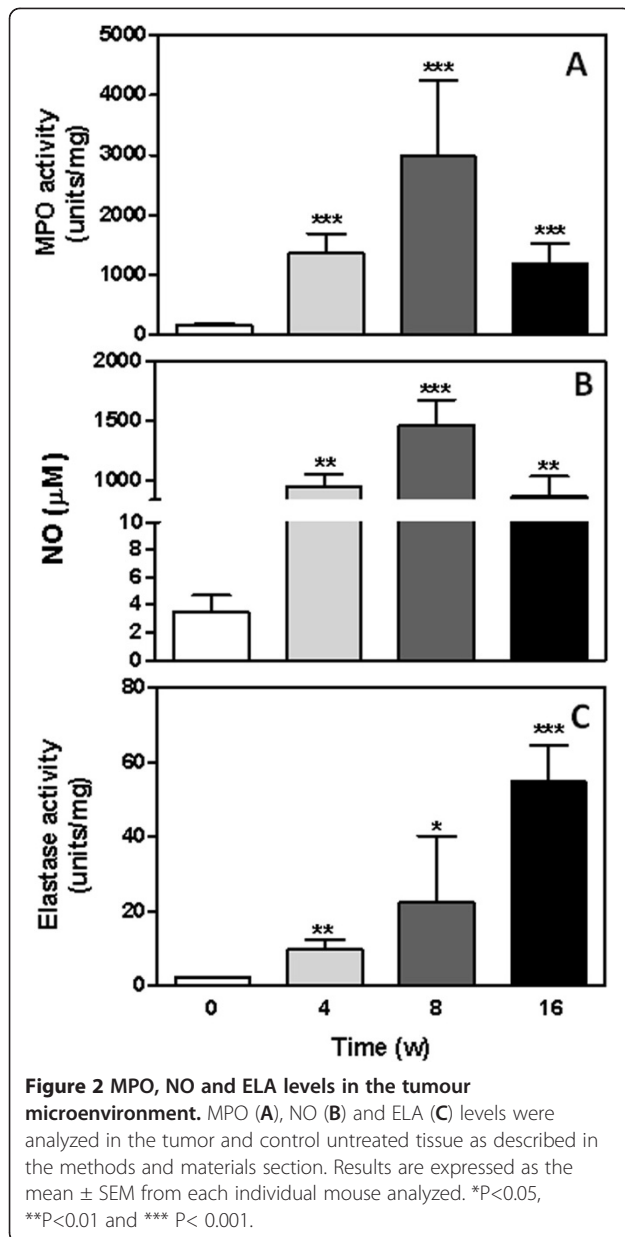 5000
A
***
4000
***
3000
MPO activity
(units/mg)
2000
***
1000
0
2000
B
***
1500
**
1000
NO (μM)
10
8
6
4
2
0
80
C
***
60
Elastase activity
(units/mg)
40
*
20
**
0
0 4 8 16
Time (w)
Figure 2 MPO, NO and ELA levels in the tumour
microenvironment. MPO (A), NO (B) and ELA (C) levels were
analyzed in the tumor and control untreated tissue as described in
the methods and materials section. Results are expressed as the
mean ± SEM from each individual mouse analyzed. *P<0.05,
**P<0.01 and *** P< 0.001.